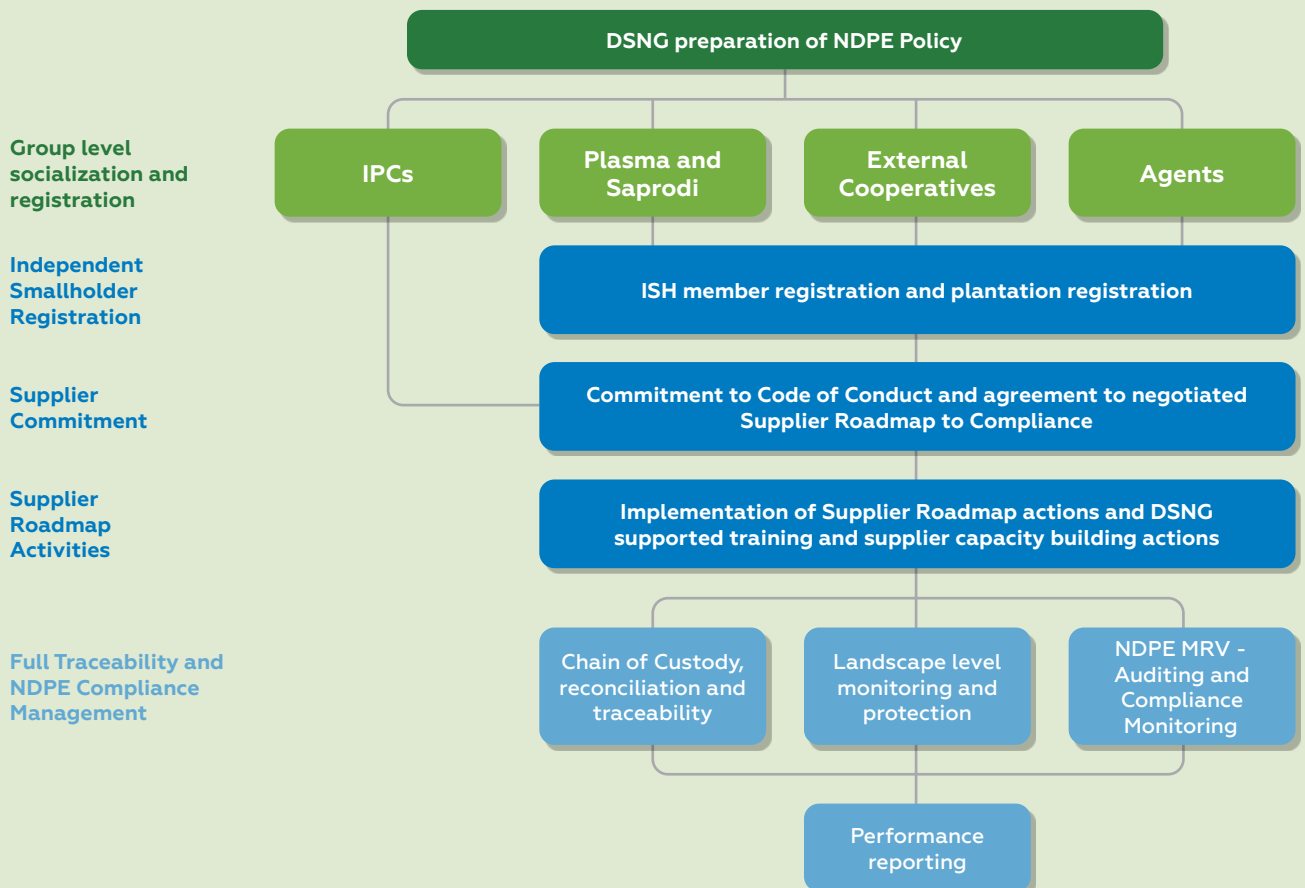 DSNG preparation of NDPE Policy
Group level
socialization and
registration
IPCs
Plasma and
Saprodi
External
Cooperatives
Agents
Independent
Smallholder
Registration
ISH member registration and plantation registration
Supplier
Commitment
Commitment to Code of Conduct and agreement to negotiated
Supplier Roadmap to Compliance
Supplier
Roadmap
Activities
Implementation of Supplier Roadmap actions and DSNG
supported training and supplier capacity building actions
Full Traceability and
NDPE Compliance
Management
Chain of Custody,
reconciliation and
traceability
Landscape level
monitoring and
protection
NDPE MRV -
Auditing and
Compliance
Monitoring
Performance
reporting